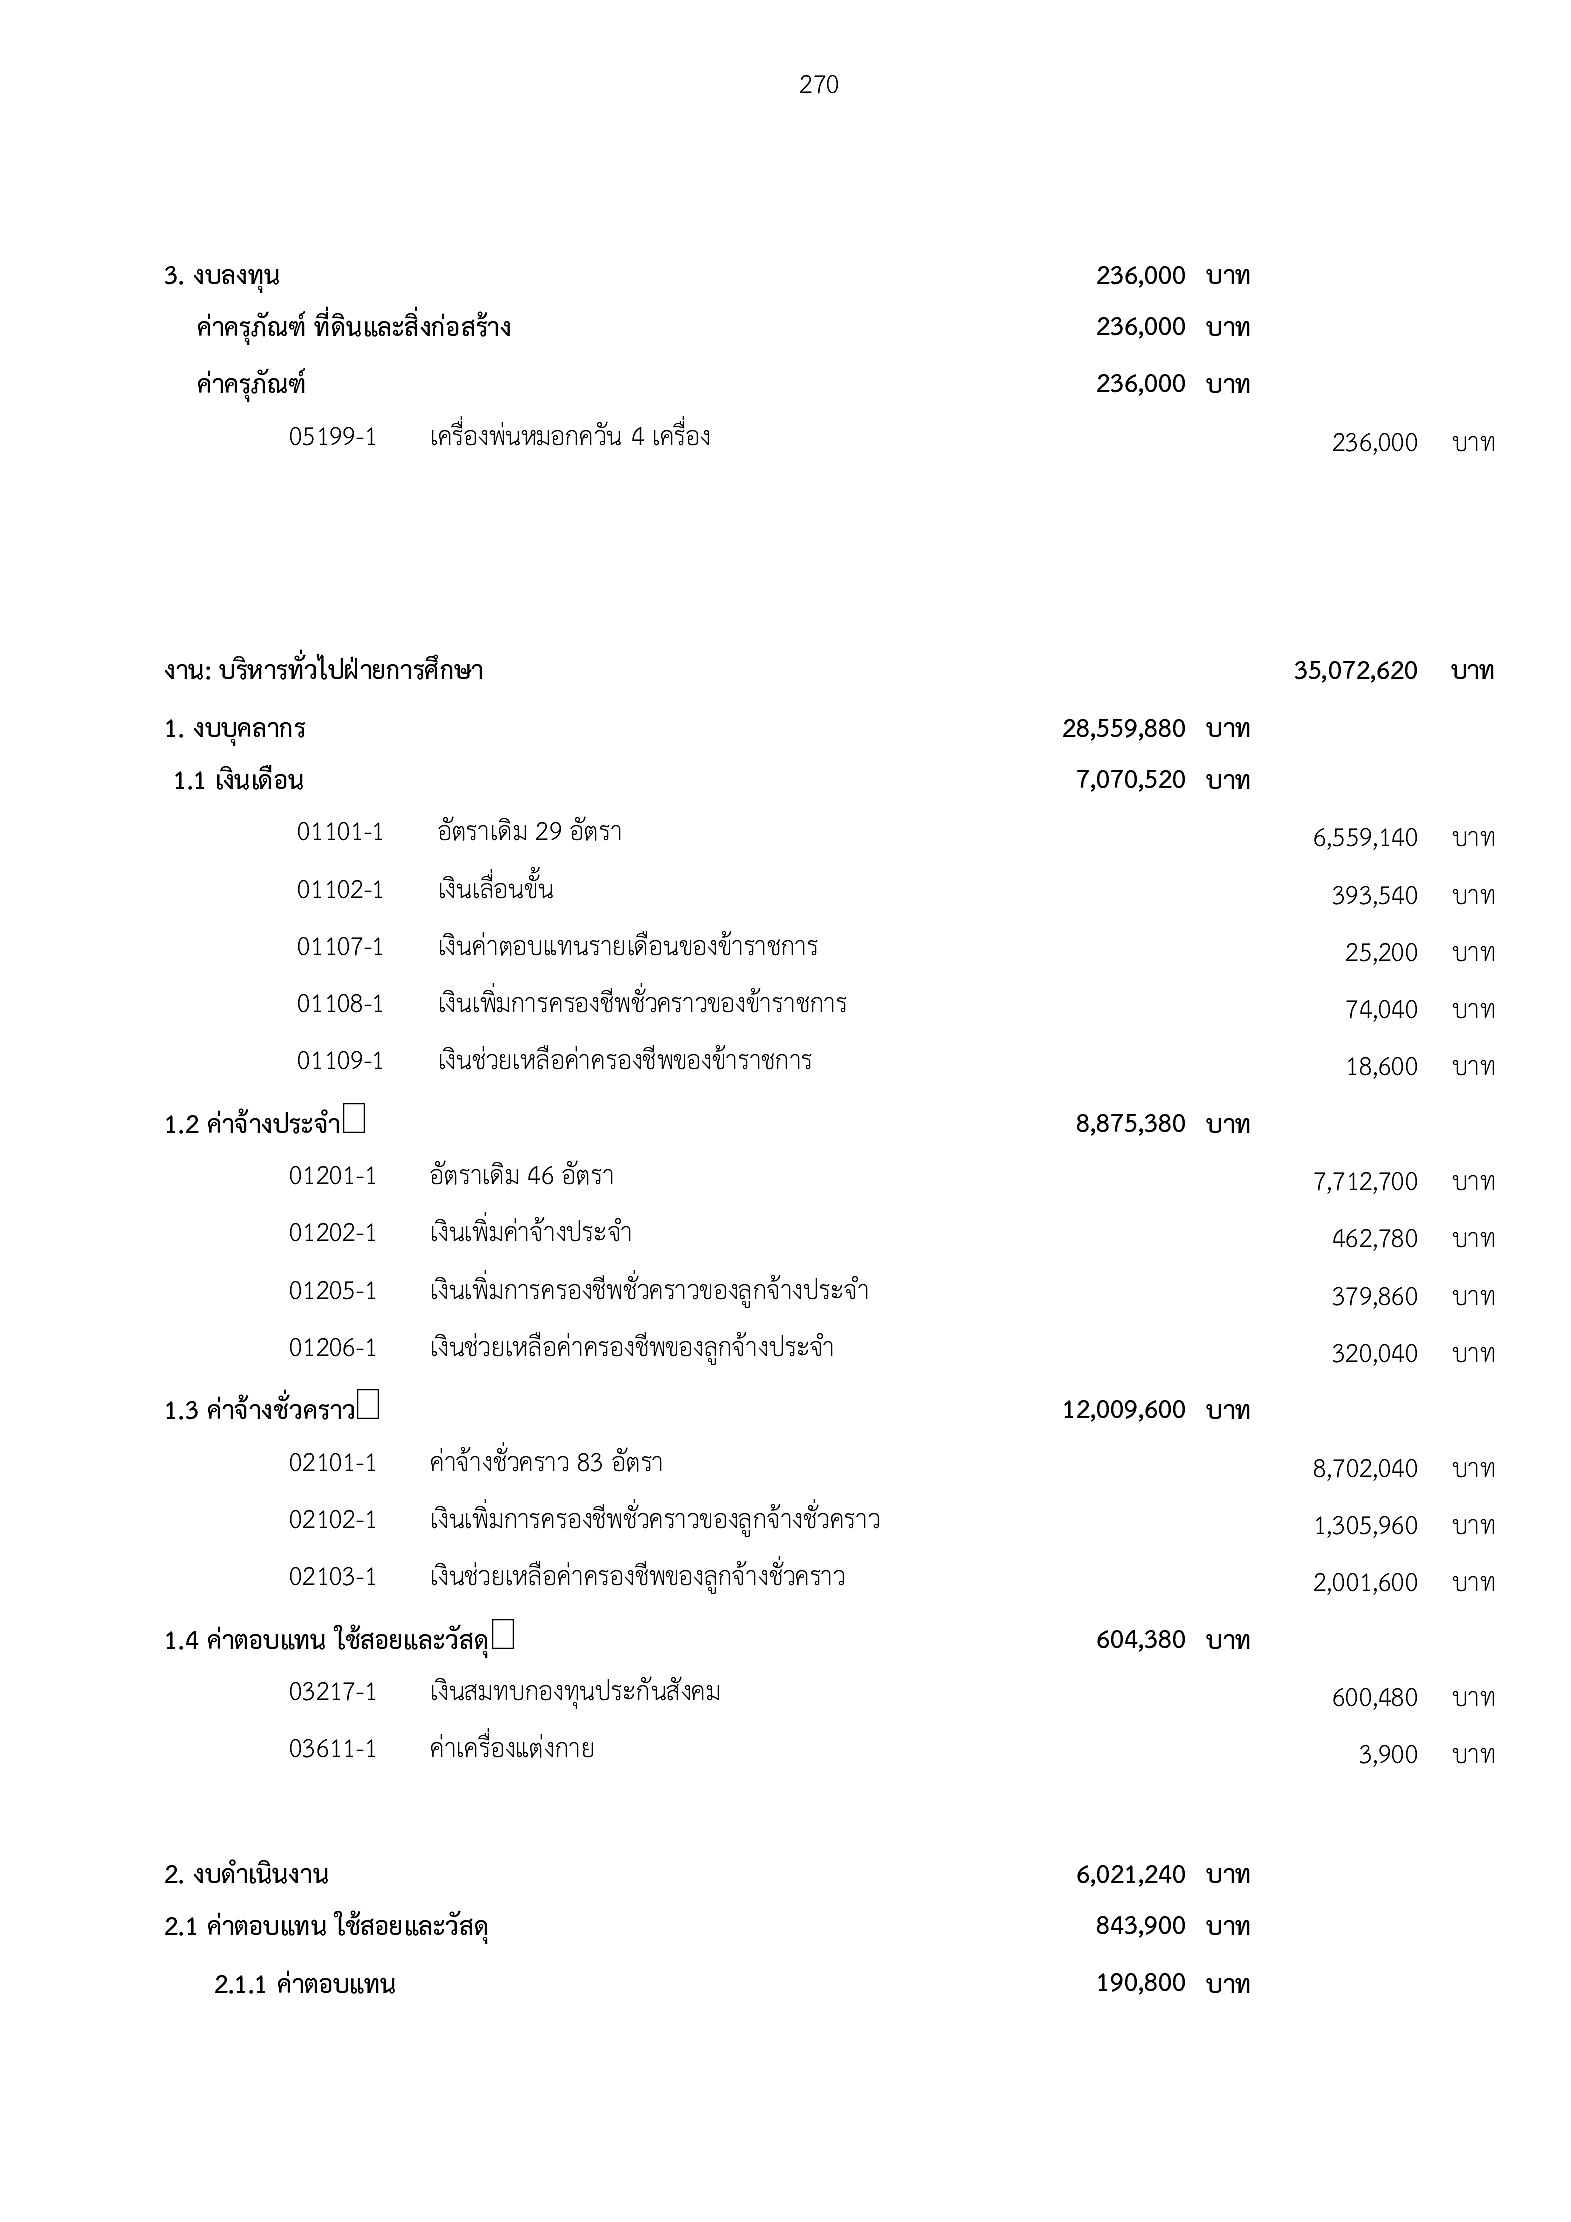 270
3. งบลงทุน 236,000 บาท
ค่าครุภัณฑ์ ที่ดินและสิ่งก่อสร้าง 236,000 บาท
ค่าครุภัณฑ์ 236,000 บาท
05199-1 เครื่องพ่นหมอกควัน 4 เครื่อง 236,000 บาท
งาน: บริหารทั่วไปฝ่ายการศึกษา 35,072,620 บาท
1. งบบุคลากร 28,559,880 บาท
1.1 เงินเดือน 7,070,520 บาท
01101-1 อัตราเดิม 29 อัตรา 6,559,140 บาท
01102-1 เงินเลื่อนขั้น 393,540 บาท
01107-1 เงินค่าตอบแทนรายเดือนของข้าราชการ 25,200 บาท
01108-1 เงินเพิ่มการครองชีพชั่วคราวของข้าราชการ 74,040 บาท
01109-1 เงินช่วยเหลือค่าครองชีพของข้าราชการ 18,600 บาท
1.2 ค่าจ้างประจำ 8,875,380 บาท
01201-1 อัตราเดิม 46 อัตรา 7,712,700 บาท
01202-1 เงินเพิ่มค่าจ้างประจำ 462,780 บาท
01205-1 เงินเพิ่มการครองชีพชั่วคราวของลูกจ้างประจำ 379,860 บาท
01206-1 เงินช่วยเหลือค่าครองชีพของลูกจ้างประจำ 320,040 บาท
1.3 ค่าจ้างชั่วคราว 12,009,600 บาท
02101-1 ค่าจ้างชั่วคราว 83 อัตรา 8,702,040 บาท
02102-1 เงินเพิ่มการครองชีพชั่วคราวของลูกจ้างชั่วคราว 1,305,960 บาท
02103-1 เงินช่วยเหลือค่าครองชีพของลูกจ้างชั่วคราว 2,001,600 บาท
1.4 ค่าตอบแทน ใช้สอยและวัสดุ 604,380 บาท
03217-1 เงินสมทบกองทุนประกันสังคม 600,480 บาท
03611-1 ค่าเครื่องแต่งกาย 3,900 บาท
2. งบดำเนินงาน 6,021,240 บาท
2.1 ค่าตอบแทน ใช้สอยและวัสดุ 843,900 บาท
2.1.1 ค่าตอบแทน 190,800 บาท